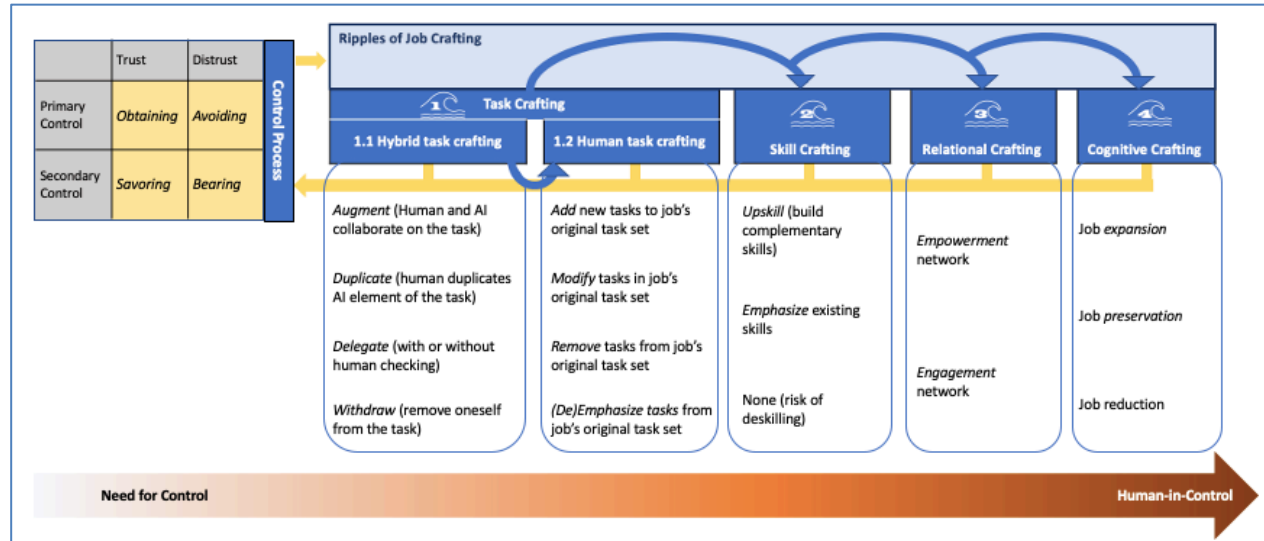 Ripples of Job Crafting
Trust
Distrust
Primary
Control
Obtaining
Avoiding
Secondary
Control
Savoring
Bearing
Control Process
1
Task Crafting
1.1 Hybrid task crafting
1.2 Human task crafting
2
Skill Crafting
3
Relational Crafting
4
Cognitive Crafting
Augment (Human and AI
collaborate on the task)
Duplicate (human duplicates
AI element of the task)
Delegate (with or without
human checking)
Withdraw (remove oneself
from the task)
Add new tasks to job's
original task set
Modify tasks in job's
original task set
Remove tasks from job's
original task set
(De)Emphasize tasks from
job's original task set
Upskill (build
complementary
skills)
Emphasize existing
skills
None (risk of
deskilling)
Empowerment
network
Engagement
network
Job expansion
Job preservation
Job reduction
Need for Control
Human-in-Control